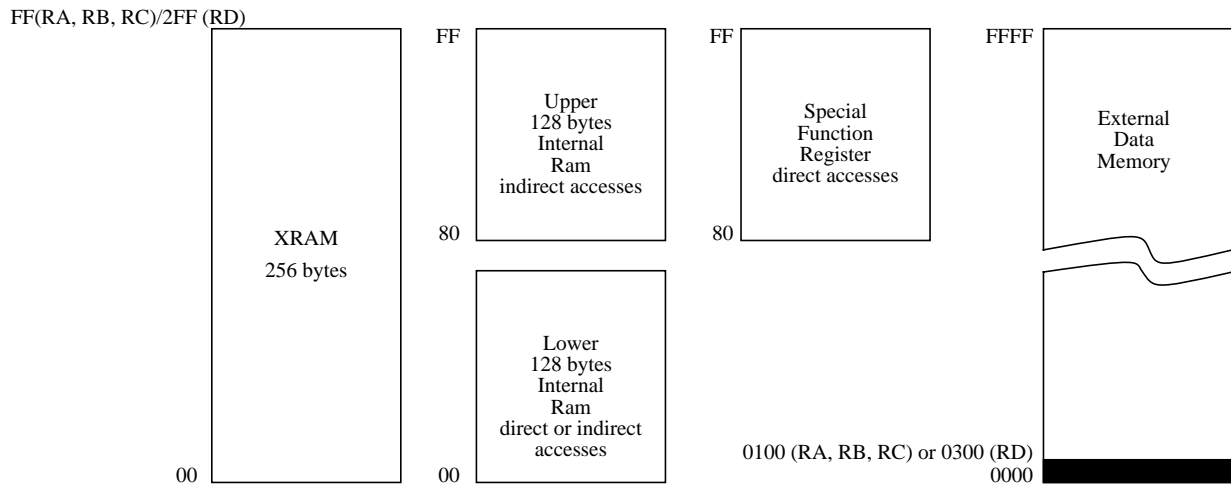 FF(RA, RB, RC)/2FF (RD)
XRAM
256 bytes
00
FF
Upper
128 bytes
Internal
Ram
indirect accesses
80
Lower
128 bytes
Internal
Ram
direct or indirect
accesses
00
FF
Special
Function
Register
direct accesses
80
FFFF
External
Data
Memory
0100 (RA, RB, RC) or 0300 (RD)
0000